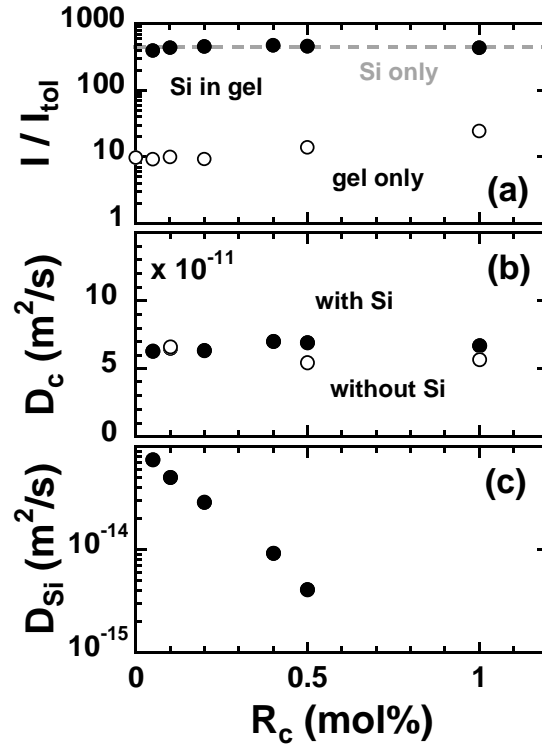 1000
100
10
1
I / I_tol
Si only
Si in gel
gel only
(a)
x 10^-11
(b)
10
5
0
D_c (m^2/s)
with Si
without Si
(c)
10^-14
10^-15
D_Si (m^2/s)
0 0.5 1
R_c (mol%)